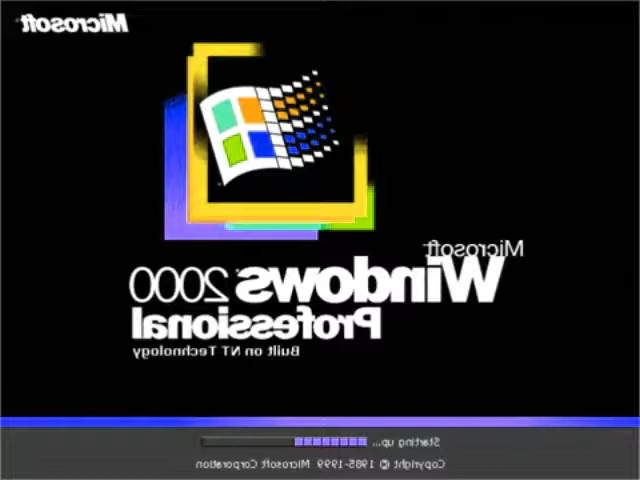 Microsoft
Microsoft
Windows 2000
Professional
Built on NT Technology
Starting up...
Copyright © 1985-1999 Microsoft Corporation